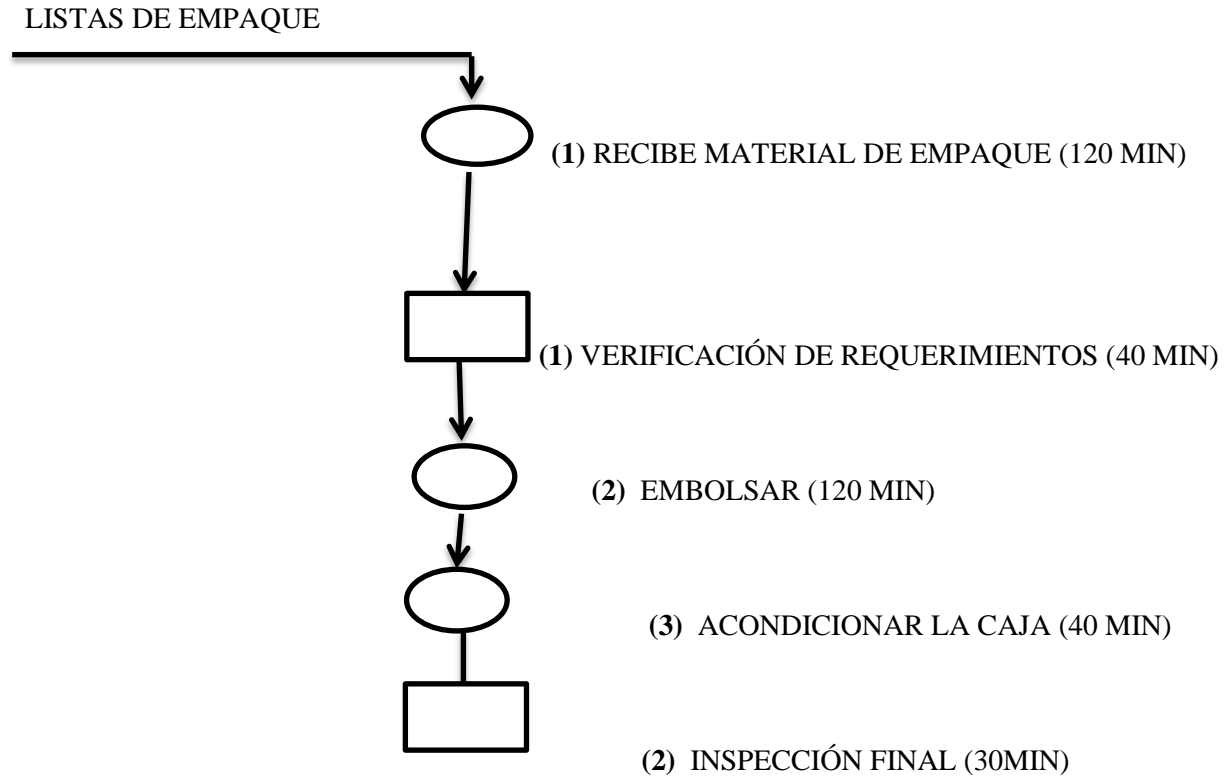 LISTAS DE EMPAQUE
(1) RECIBE MATERIAL DE EMPAQUE (120 MIN)
(1) VERIFICACIÓN DE REQUERIMIENTOS (40 MIN)
(2) EMBOLSAR (120 MIN)
(3) ACONDICIONAR LA CAJA (40 MIN)
(2) INSPECCIÓN FINAL (30MIN)